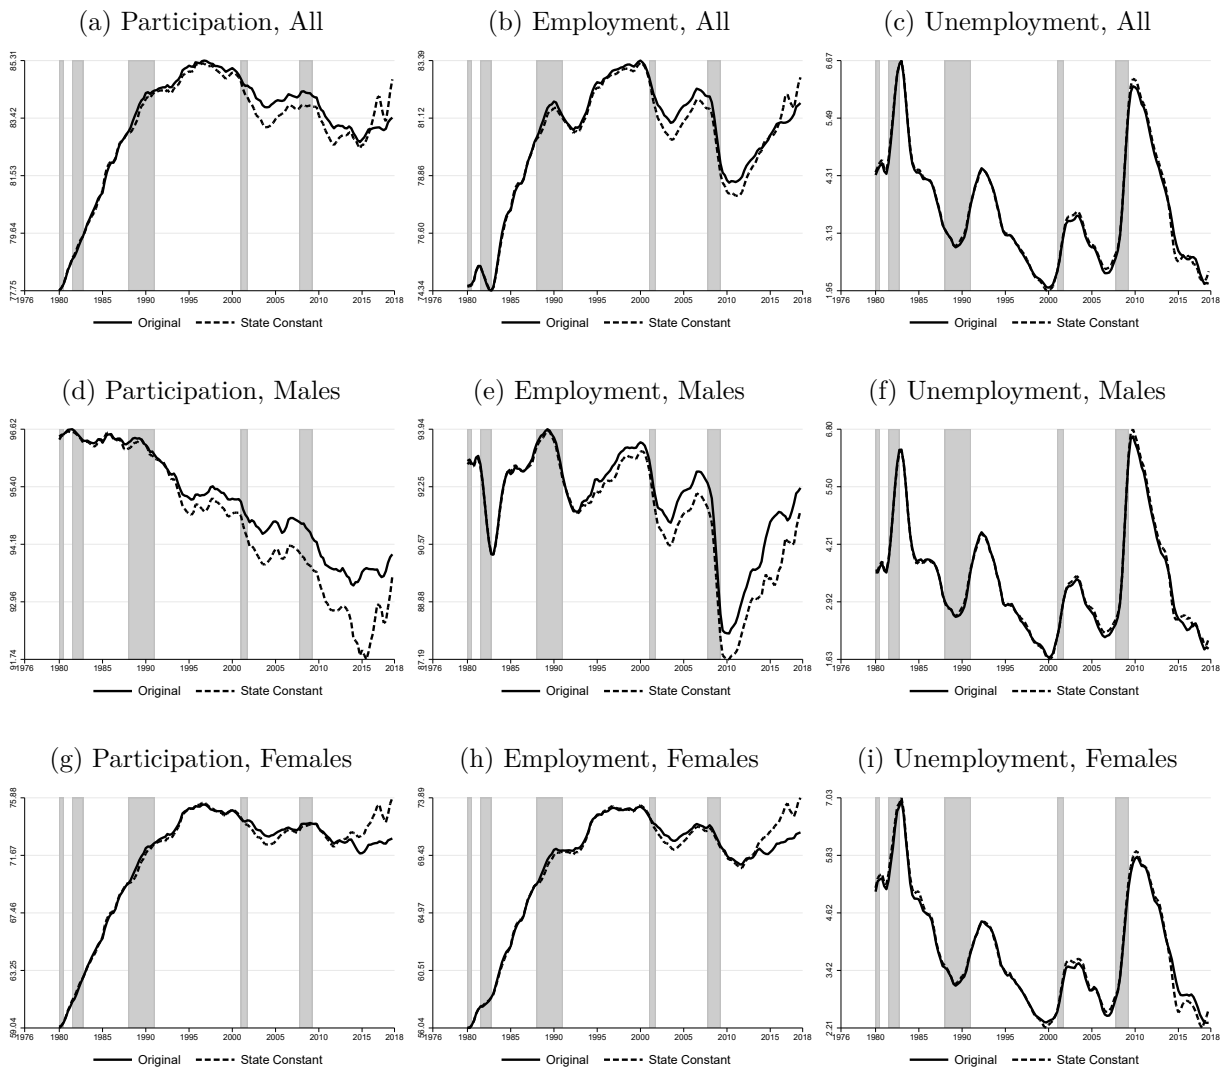 (a) Participation, All
(b) Employment, All
(c) Unemployment, All
85.31
83.42
81.53
79.64
77.75
1976 1980 1985 1990 1995 2000 2005 2010 2015 2018
Original State Constant
83.39
81.12
78.86
76.60
74.34
1976 1980 1985 1990 1995 2000 2005 2010 2015 2018
Original State Constant
6.67
5.49
4.31
3.13
1.95
1976 1980 1985 1990 1995 2000 2005 2010 2015 2018
Original State Constant
(d) Participation, Males
(e) Employment, Males
(f) Unemployment, Males
96.62
95.40
94.18
92.96
91.74
1976 1980 1985 1990 1995 2000 2005 2010 2015 2018
Original State Constant
93.94
92.25
90.57
88.88
87.19
1976 1980 1985 1990 1995 2000 2005 2010 2015 2018
Original State Constant
6.80
5.50
4.21
2.92
1.63
1976 1980 1985 1990 1995 2000 2005 2010 2015 2018
Original State Constant
(g) Participation, Females
(h) Employment, Females
(i) Unemployment, Females
75.88
71.67
67.46
63.25
59.04
1976 1980 1985 1990 1995 2000 2005 2010 2015 2018
Original State Constant
73.89
69.43
64.97
60.51
56.04
1976 1980 1985 1990 1995 2000 2005 2010 2015 2018
Original State Constant
7.03
5.83
4.62
3.42
2.21
1976 1980 1985 1990 1995 2000 2005 2010 2015 2018
Original State Constant